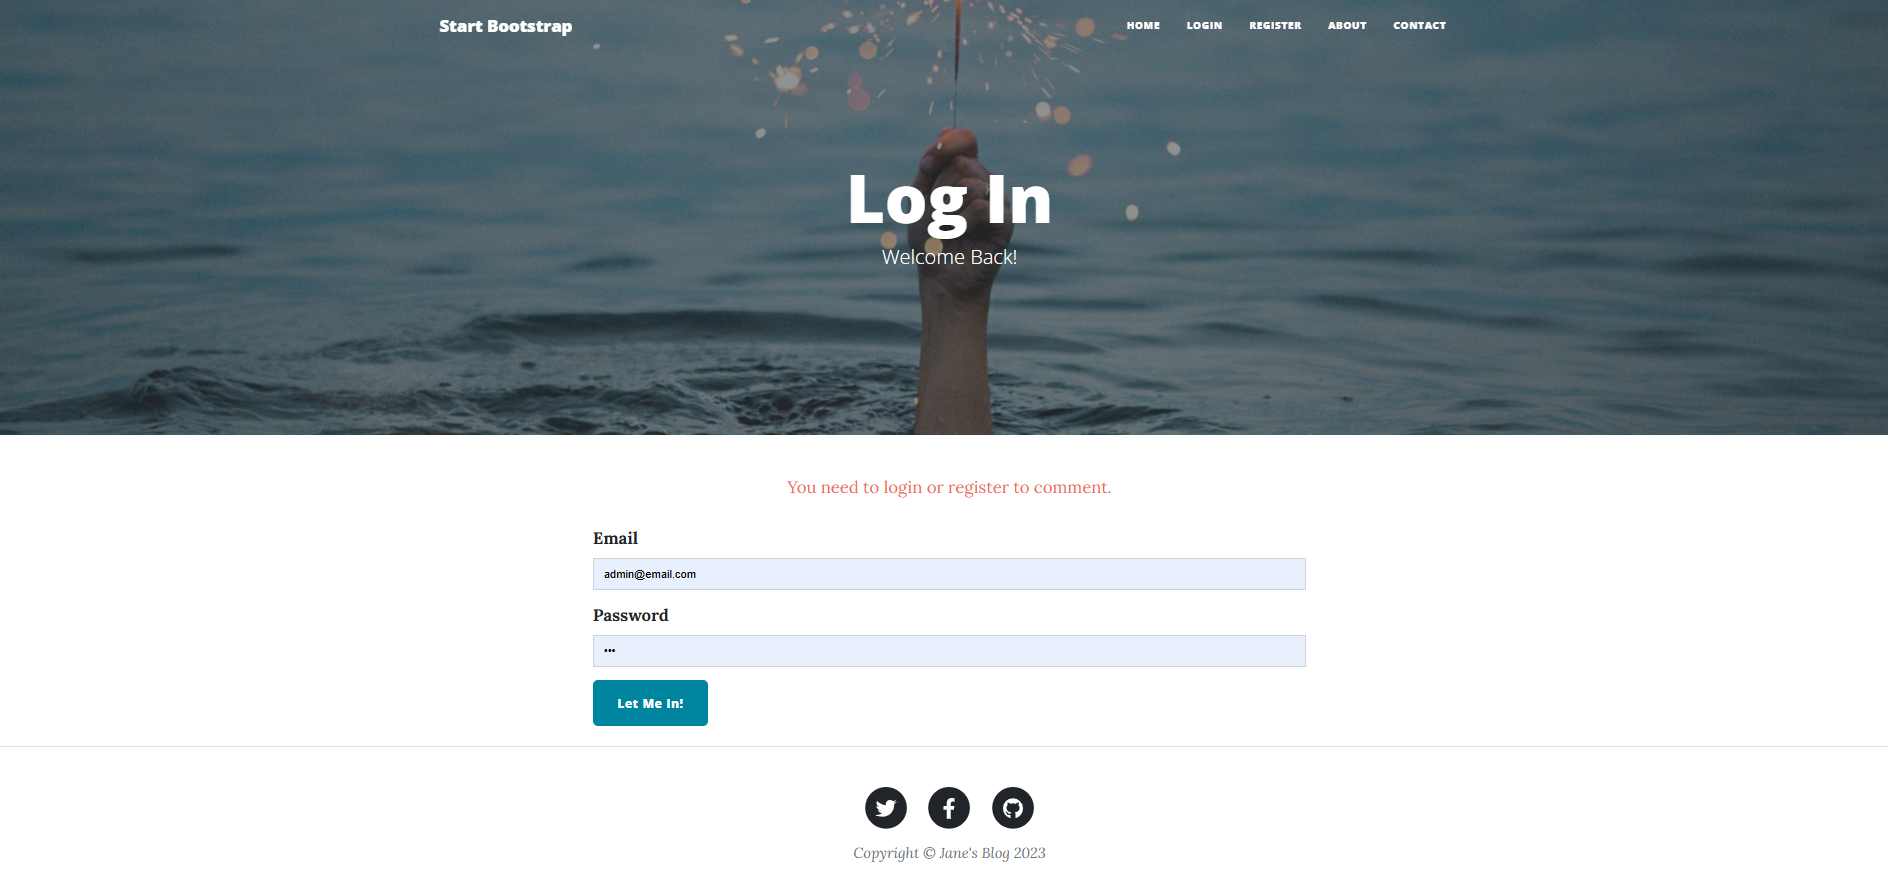 Start Bootstrap
HOME LOGIN REGISTER ABOUT CONTACT
Log In
Welcome Back!
You need to login or register to comment.
Email
admin@email.com
Password
•••
Let Me In!
Copyright © Jane's Blog 2023